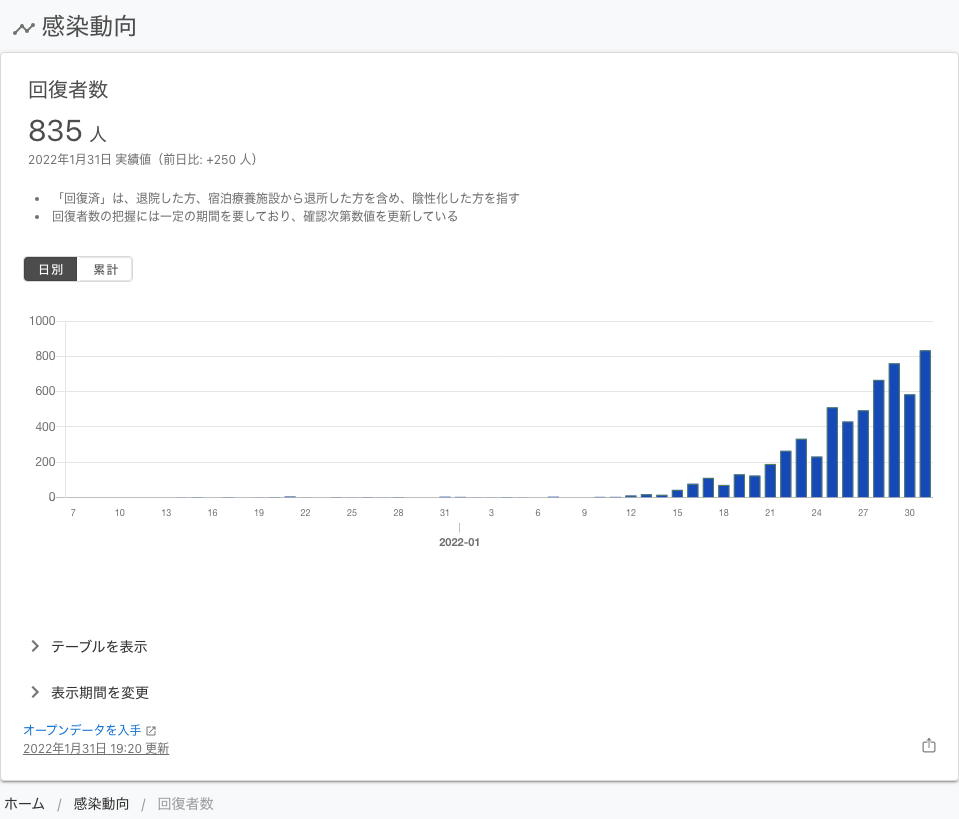 感染動向
回復者数
835 人
2022年1月31日 実績値（前日比: +250 人）
• 「回復済」は、退院した方、宿泊療養施設から退所した方を含め、陰性化した方を指す
• 回復者数の把握には一定の期間を要しており、確認次第数値を更新している
日別 累計
1000
800
600
400
200
0
7 10 13 16 19 22 25 28 31 3 6 9 12 15 18 21 24 27 30
2022-01
テーブルを表示
表示期間を変更
オープンデータを入手
2022年1月31日 19:20 更新
ホーム / 感染動向 / 回復者数